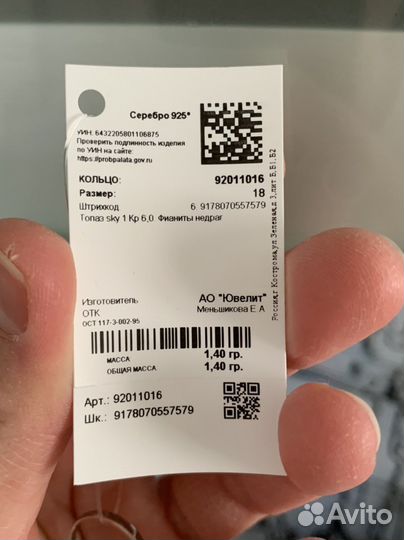 Серебро 925*
УИН: 6432205801106875
Проверить подлинность изделия
по УИН на сайте:
https://probpalata.gov.ru
КОЛЬЦО: 92011016
Размер: 18
Штрихкод 6 9178070557579
Топаз sky 1 Кр 6,0 Фианиты недраг
Россия,г.Кострома,ул.Зеленая,д.3,лит Б,Б1,Б2
Изготовитель АО "Ювелит"
ОТК Меньшикова Е А
ОСТ 117-3-002-95
МАССА 1,40 гр.
ОБЩАЯ МАССА 1,40 гр.
Арт.: 92011016
Шк.: 9178070557579
Avito